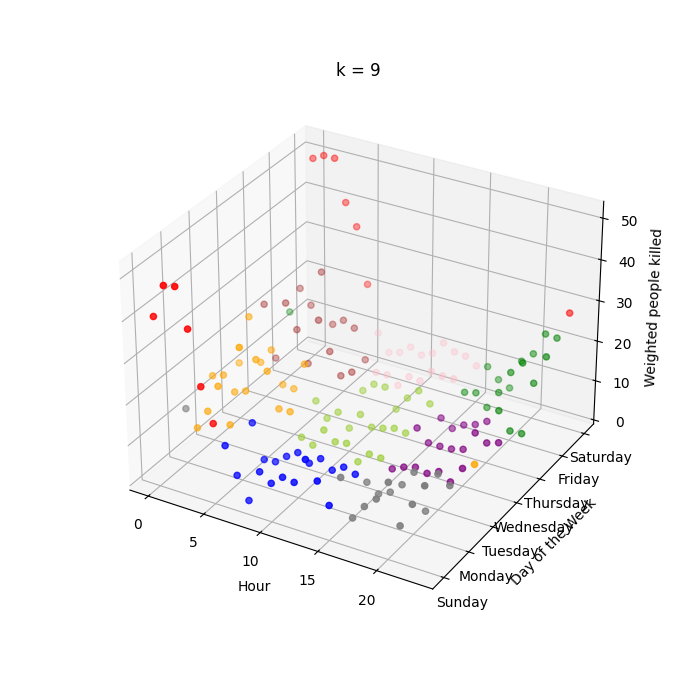 k = 9
50
40
30
20
10
0
Weighted people killed
Saturday
Friday
Thursday
Wednesday
Tuesday
Monday
Sunday
Day of the Week
0
5
10
15
20
Hour